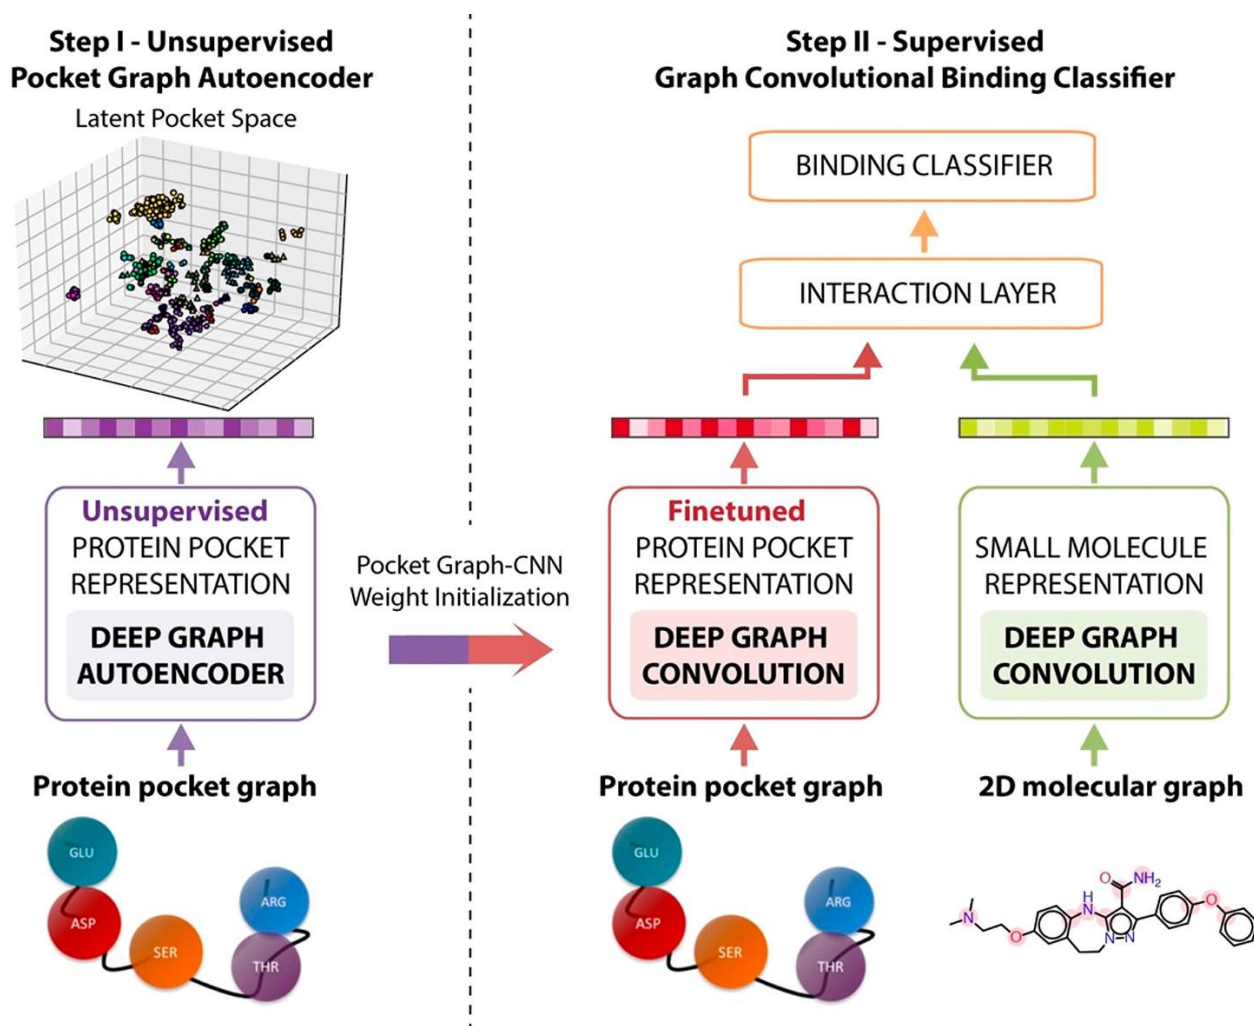 Step I - Unsupervised
Pocket Graph Autoencoder
Latent Pocket Space
Unsupervised
PROTEIN POCKET
REPRESENTATION
DEEP GRAPH
AUTOENCODER
Protein pocket graph
GLU
ASP
SER
ARG
THR
Pocket Graph-CNN
Weight Initialization
Step II - Supervised
Graph Convolutional Binding Classifier
BINDING CLASSIFIER
INTERACTION LAYER
Finetuned
PROTEIN POCKET
REPRESENTATION
DEEP GRAPH
CONVOLUTION
Protein pocket graph
GLU
ASP
SER
ARG
THR
SMALL MOLECULE
REPRESENTATION
DEEP GRAPH
CONVOLUTION
2D molecular graph
O
NH₂
H
N
O
N
O
N
N